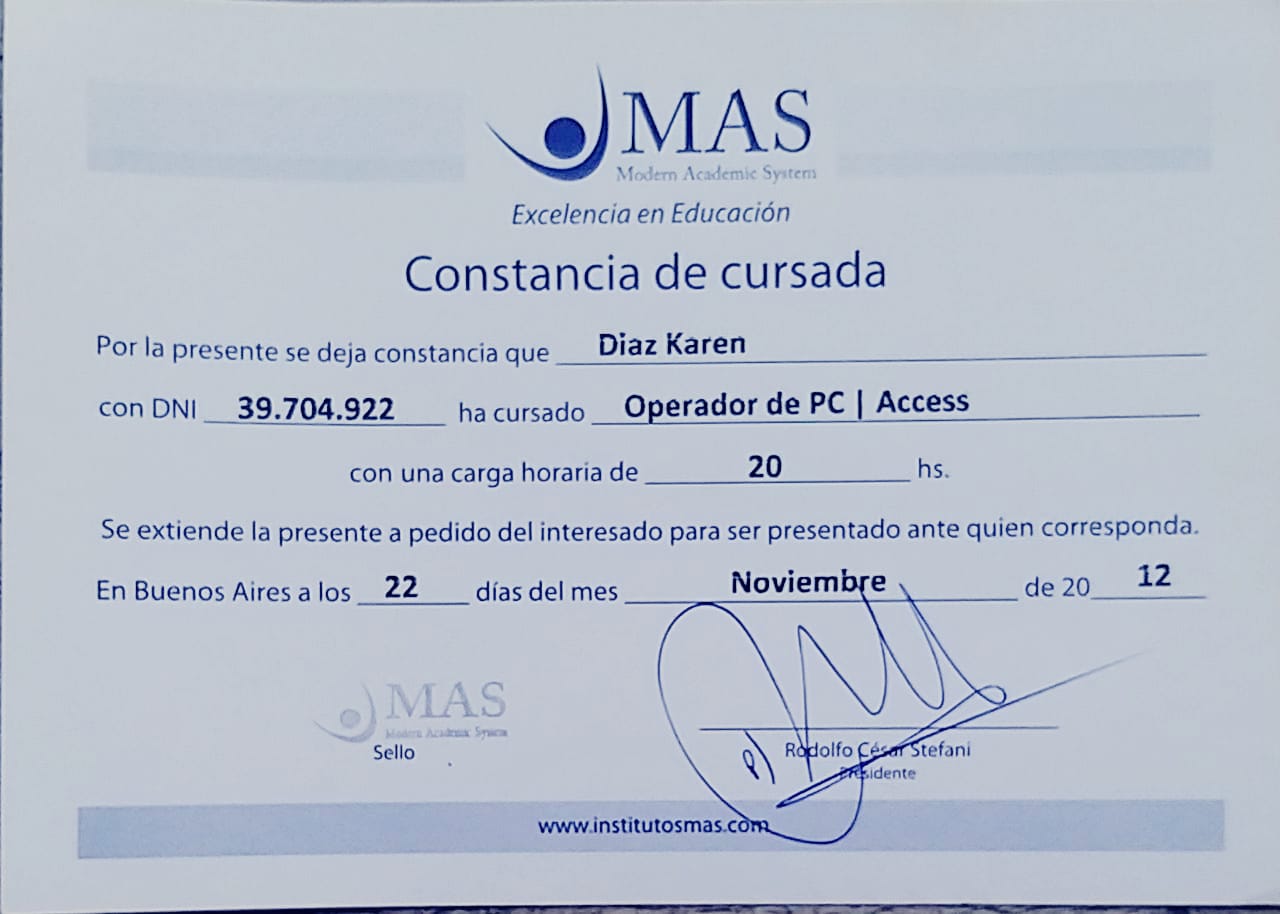 MAS
Modern Academic System
Excelencia en Educación
Constancia de cursada
Por la presente se deja constancia que Diaz Karen
con DNI 39.704.922 ha cursado Operador de PC | Access
con una carga horaria de 20 hs.
Se extiende la presente a pedido del interesado para ser presentado ante quien corresponda.
En Buenos Aires a los 22 días del mes Noviembre de 20 12
MAS
Modern Academic System
Sello
P/ Rodolfo César Stefani
Presidente
www.institutosmas.com